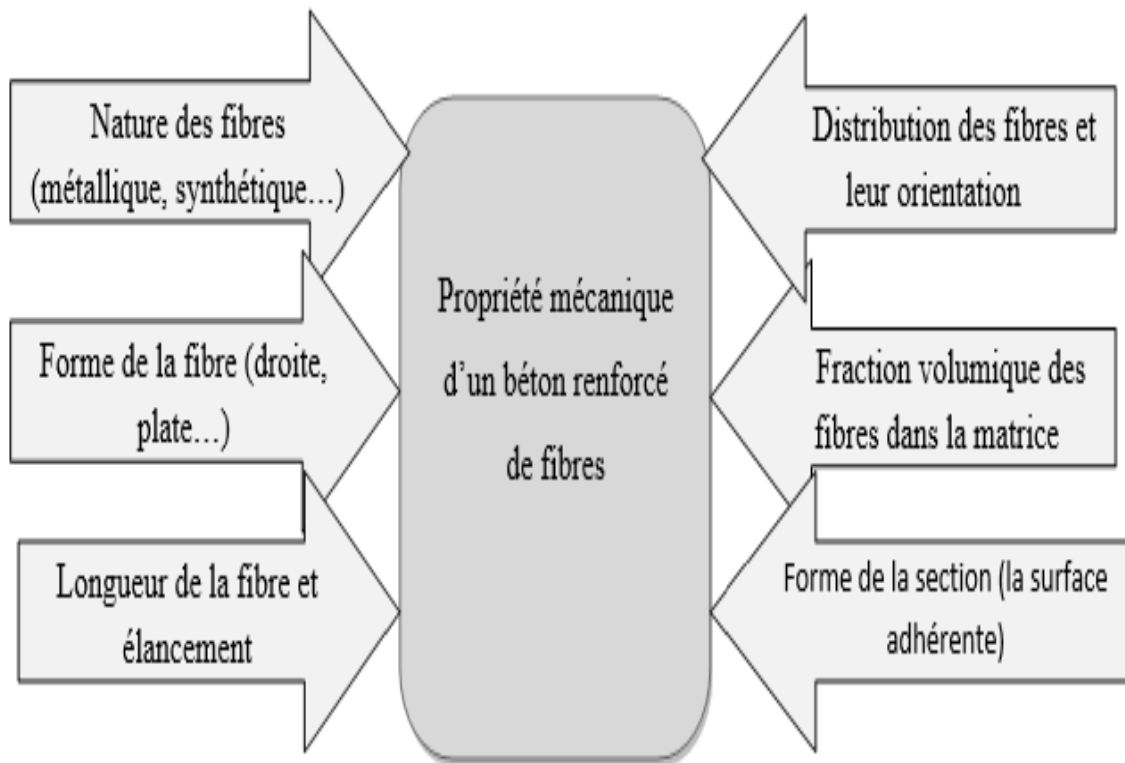 Nature des fibres
(métallique, synthétique…)
Forme de la fibre (droite,
plate…)
Longueur de la fibre et
élancement
Propriété mécanique
d’un béton renforcé
de fibres
Distribution des fibres et
leur orientation
Fraction volumique des
fibres dans la matrice
Forme de la section (la surface
adhérente)